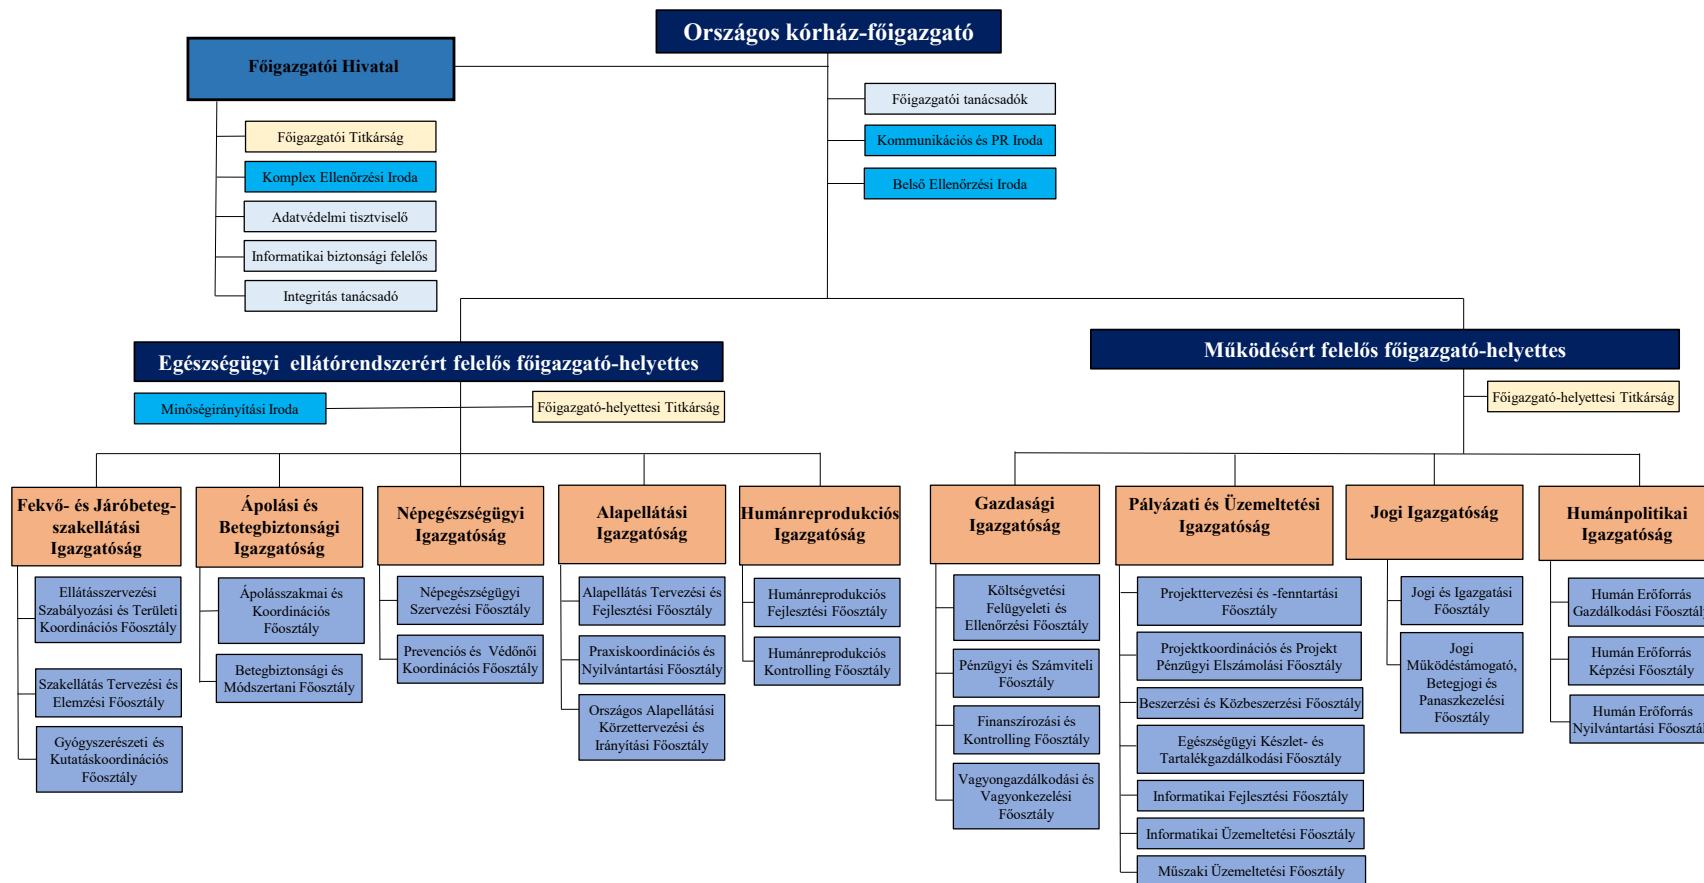 Országos kórház-főigazgató
Főigazgatói Hivatal
Főigazgatói tanácsadók
Kommunikációs és PR Iroda
Belső Ellenőrzési Iroda
Főigazgatói Titkárság
Komplex Ellenőrzési Iroda
Adatvédelmi tisztviselő
Informatikai biztonsági felelős
Integritás tanácsadó
Egészségügyi ellátórendszerért felelős főigazgató-helyettes
Minőségirányítási Iroda
Főigazgató-helyettesi Titkárság
Működésért felelős főigazgató-helyettes
Főigazgató-helyettesi Titkárság
Fekvő- és Járóbeteg-
szakellátási
Igazgatóság
Ellátásszervezési
Szabályozási és Területi
Koordinációs Főosztály
Szakellátás Tervezési és
Elemzési Főosztály
Gyógyszerészeti és
Kutatáskoordinációs
Főosztály
Ápolási és
Betegbiztonsági
Igazgatóság
Ápolásszakmai és
Koordinációs
Főosztály
Betegbiztonsági és
Módszertani Főosztály
Népegészségügyi
Igazgatóság
Népegészségügyi
Szervezési Főosztály
Prevenciós és Védőnői
Koordinációs Főosztály
Alapellátási
Igazgatóság
Alapellátás Tervezési és
Fejlesztési Főosztály
Praxiskoordinációs és
Nyilvántartási Főosztály
Országos Alapellátási
Körzettervezési és
Irányítási Főosztály
Humánreprodukciós
Igazgatóság
Humánreprodukciós
Fejlesztési Főosztály
Humánreprodukciós
Kontrolling Főosztály
Gazdasági
Igazgatóság
Költségvetési
Felügyeleti és
Ellenőrzési Főosztály
Pénzügyi és Számviteli
Főosztály
Finanszírozási és
Kontrolling Főosztály
Vagyongazdálkodási és
Vagyonkezelési
Főosztály
Pályázati és Üzemeltetési
Igazgatóság
Projekttervezési és -fenntartási
Főosztály
Projektkoordinációs és Projekt
Pénzügyi Elszámolási Főosztály
Beszerzési és Közbeszerzési Főosztály
Egészségügyi Készlet- és
Tartalékgazdálkodási Főosztály
Informatikai Fejlesztési Főosztály
Informatikai Üzemeltetési Főosztály
Műszaki Üzemeltetési Főosztály
Jogi Igazgatóság
Jogi és Igazgatási
Főosztály
Jogi
Működéstámogató,
Betegjogi és
Panaszkezelési
Főosztály
Humánpolitikai
Igazgatóság
Humán Erőforrás
Gazdálkodási Főosztály
Humán Erőforrás
Képzési Főosztály
Humán Erőforrás
Nyilvántartási Főosztály